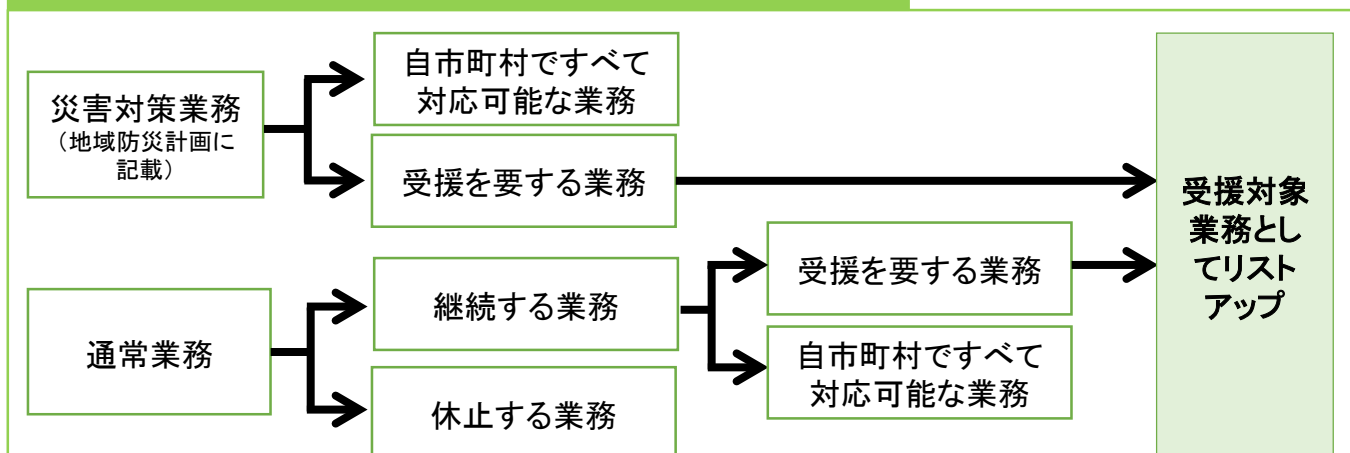 災害対策業務
（地域防災計画に
記載）
自市町村ですべて
対応可能な業務
受援を要する業務
通常業務
継続する業務
休止する業務
受援を要する業務
自市町村ですべて
対応可能な業務
受援対象
業務とし
てリスト
アップ